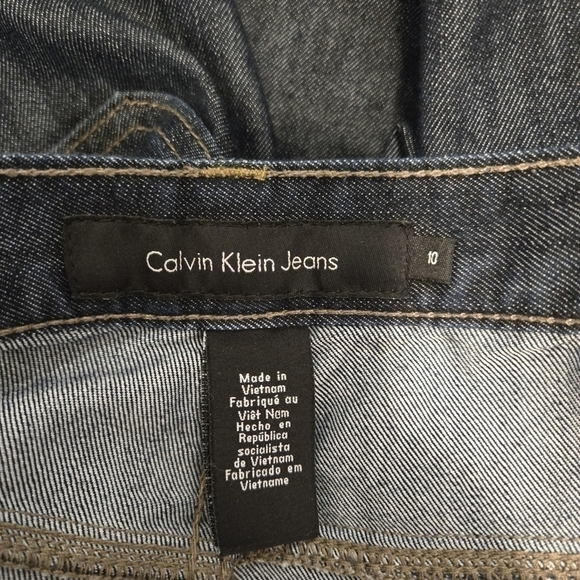 Calvin Klein Jeans
10
Made in
Vietnam
Fabriqué au
Viêt Nam
Hecho en
República
socialista
de Vietnam
Fabricado em
Vietname